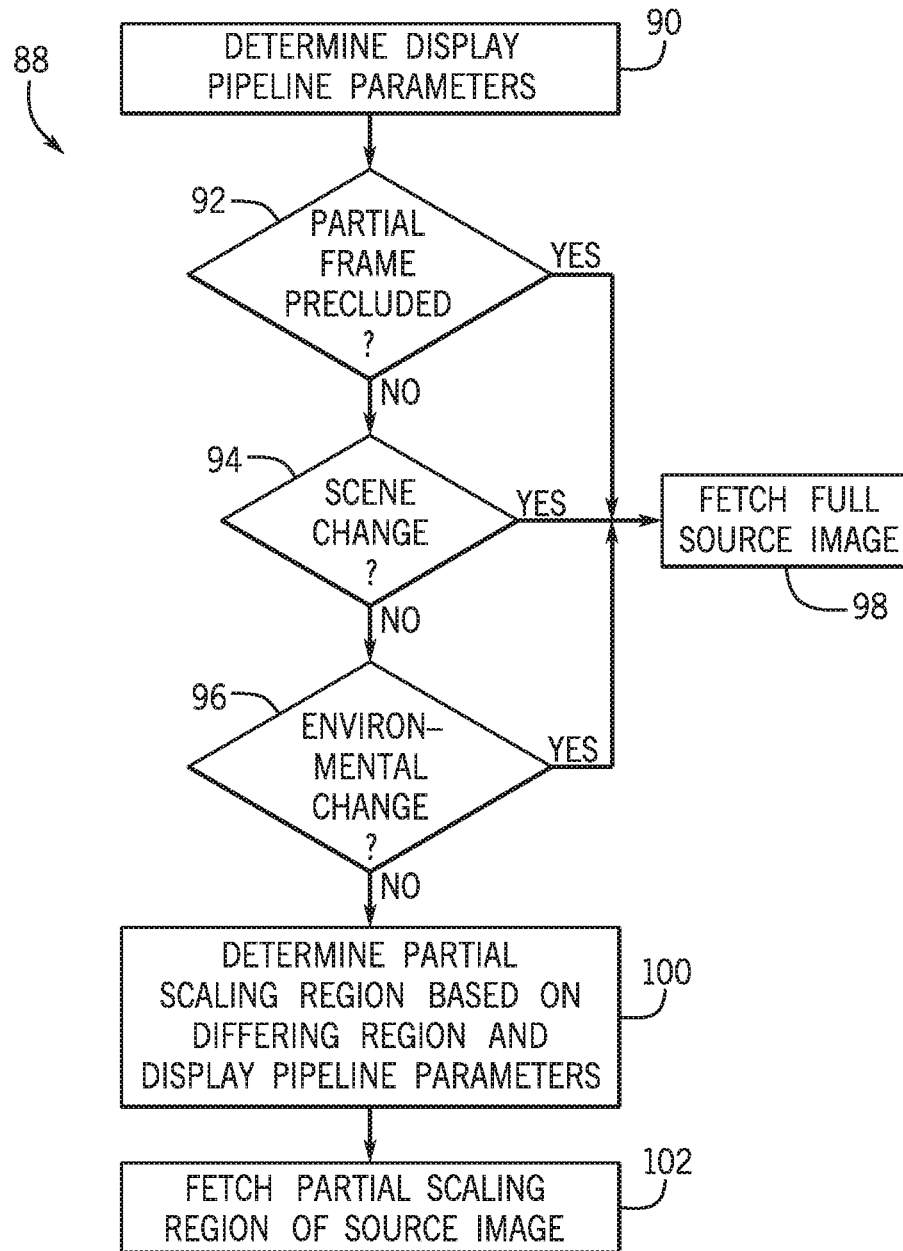 88
DETERMINE DISPLAY
PIPELINE PARAMETERS
90
92
PARTIAL
FRAME
PRECLUDED
?
YES
NO
94
SCENE
CHANGE
?
YES
NO
FETCH FULL
SOURCE IMAGE
98
96
ENVIRON–
MENTAL
CHANGE
?
YES
NO
DETERMINE PARTIAL
SCALING REGION BASED ON
DIFFERING REGION AND
DISPLAY PIPELINE PARAMETERS
100
FETCH PARTIAL SCALING
REGION OF SOURCE IMAGE
102